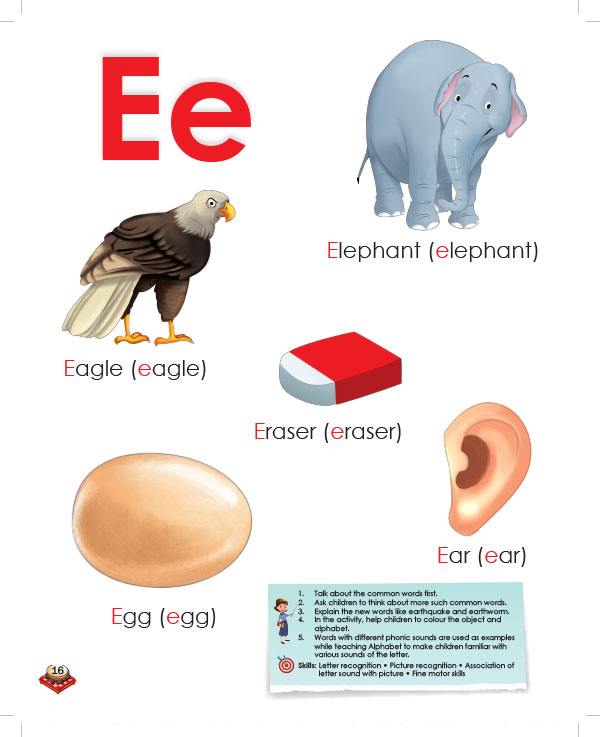 Ee
Elephant (elephant)
Eagle (eagle)
Eraser (eraser)
Ear (ear)
Egg (egg)
1. Talk about the common words first.
2. Ask children to think about more such common words.
3. Explain the new words like earthquake and earthworm.
4. In the activity, help children to colour the object and
alphabet.
5. Words with different phonic sounds are used as examples
while teaching Alphabet to make children familiar with
various sounds of the letter.
Skills: Letter recognition • Picture recognition • Association of
letter sound with picture • Fine motor skills
16